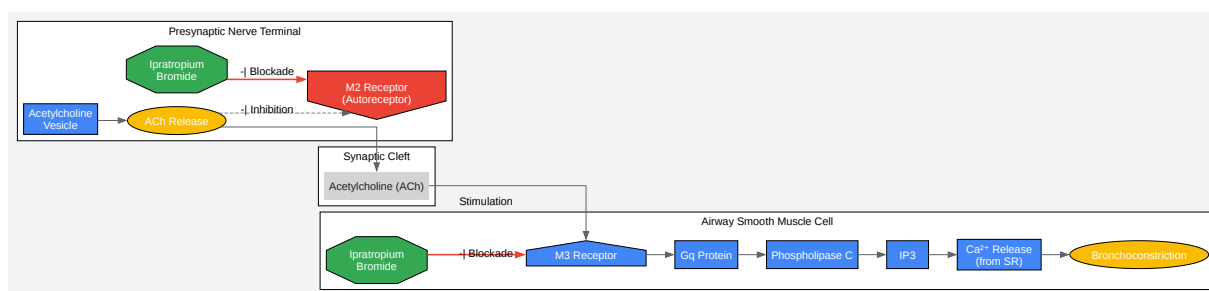 Presynaptic Nerve Terminal
Ipratropium
Bromide
-| Blockade
M2 Receptor
(Autoreceptor)
Acetylcholine
Vesicle
ACh Release
-| Inhibition
Synaptic Cleft
Acetylcholine (ACh)
Stimulation
Airway Smooth Muscle Cell
Ipratropium
Bromide
-| Blockade
M3 Receptor
Gq Protein
Phospholipase C
IP3
Ca²⁺ Release
(from SR)
Bronchoconstriction